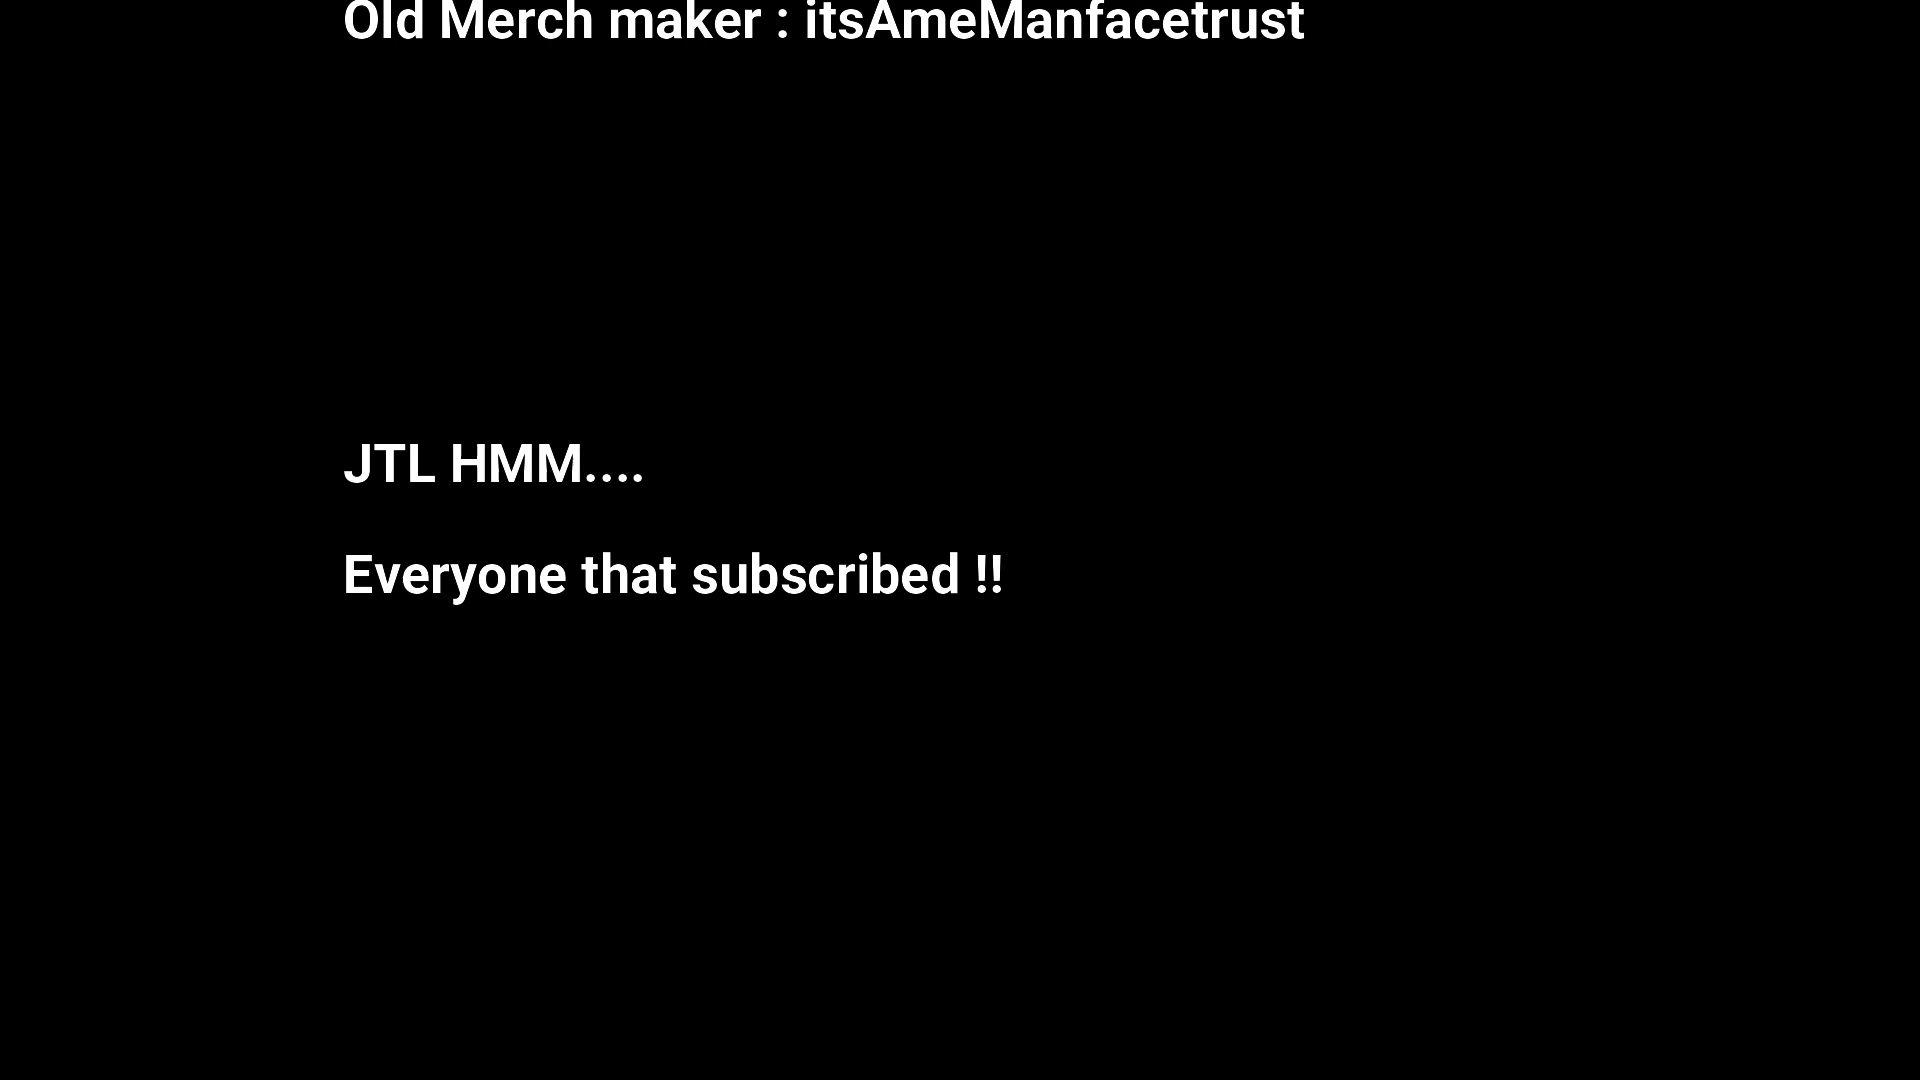 Old Merch maker : itsAmeManfacetrust
JTL HMM....
Everyone that subscribed !!